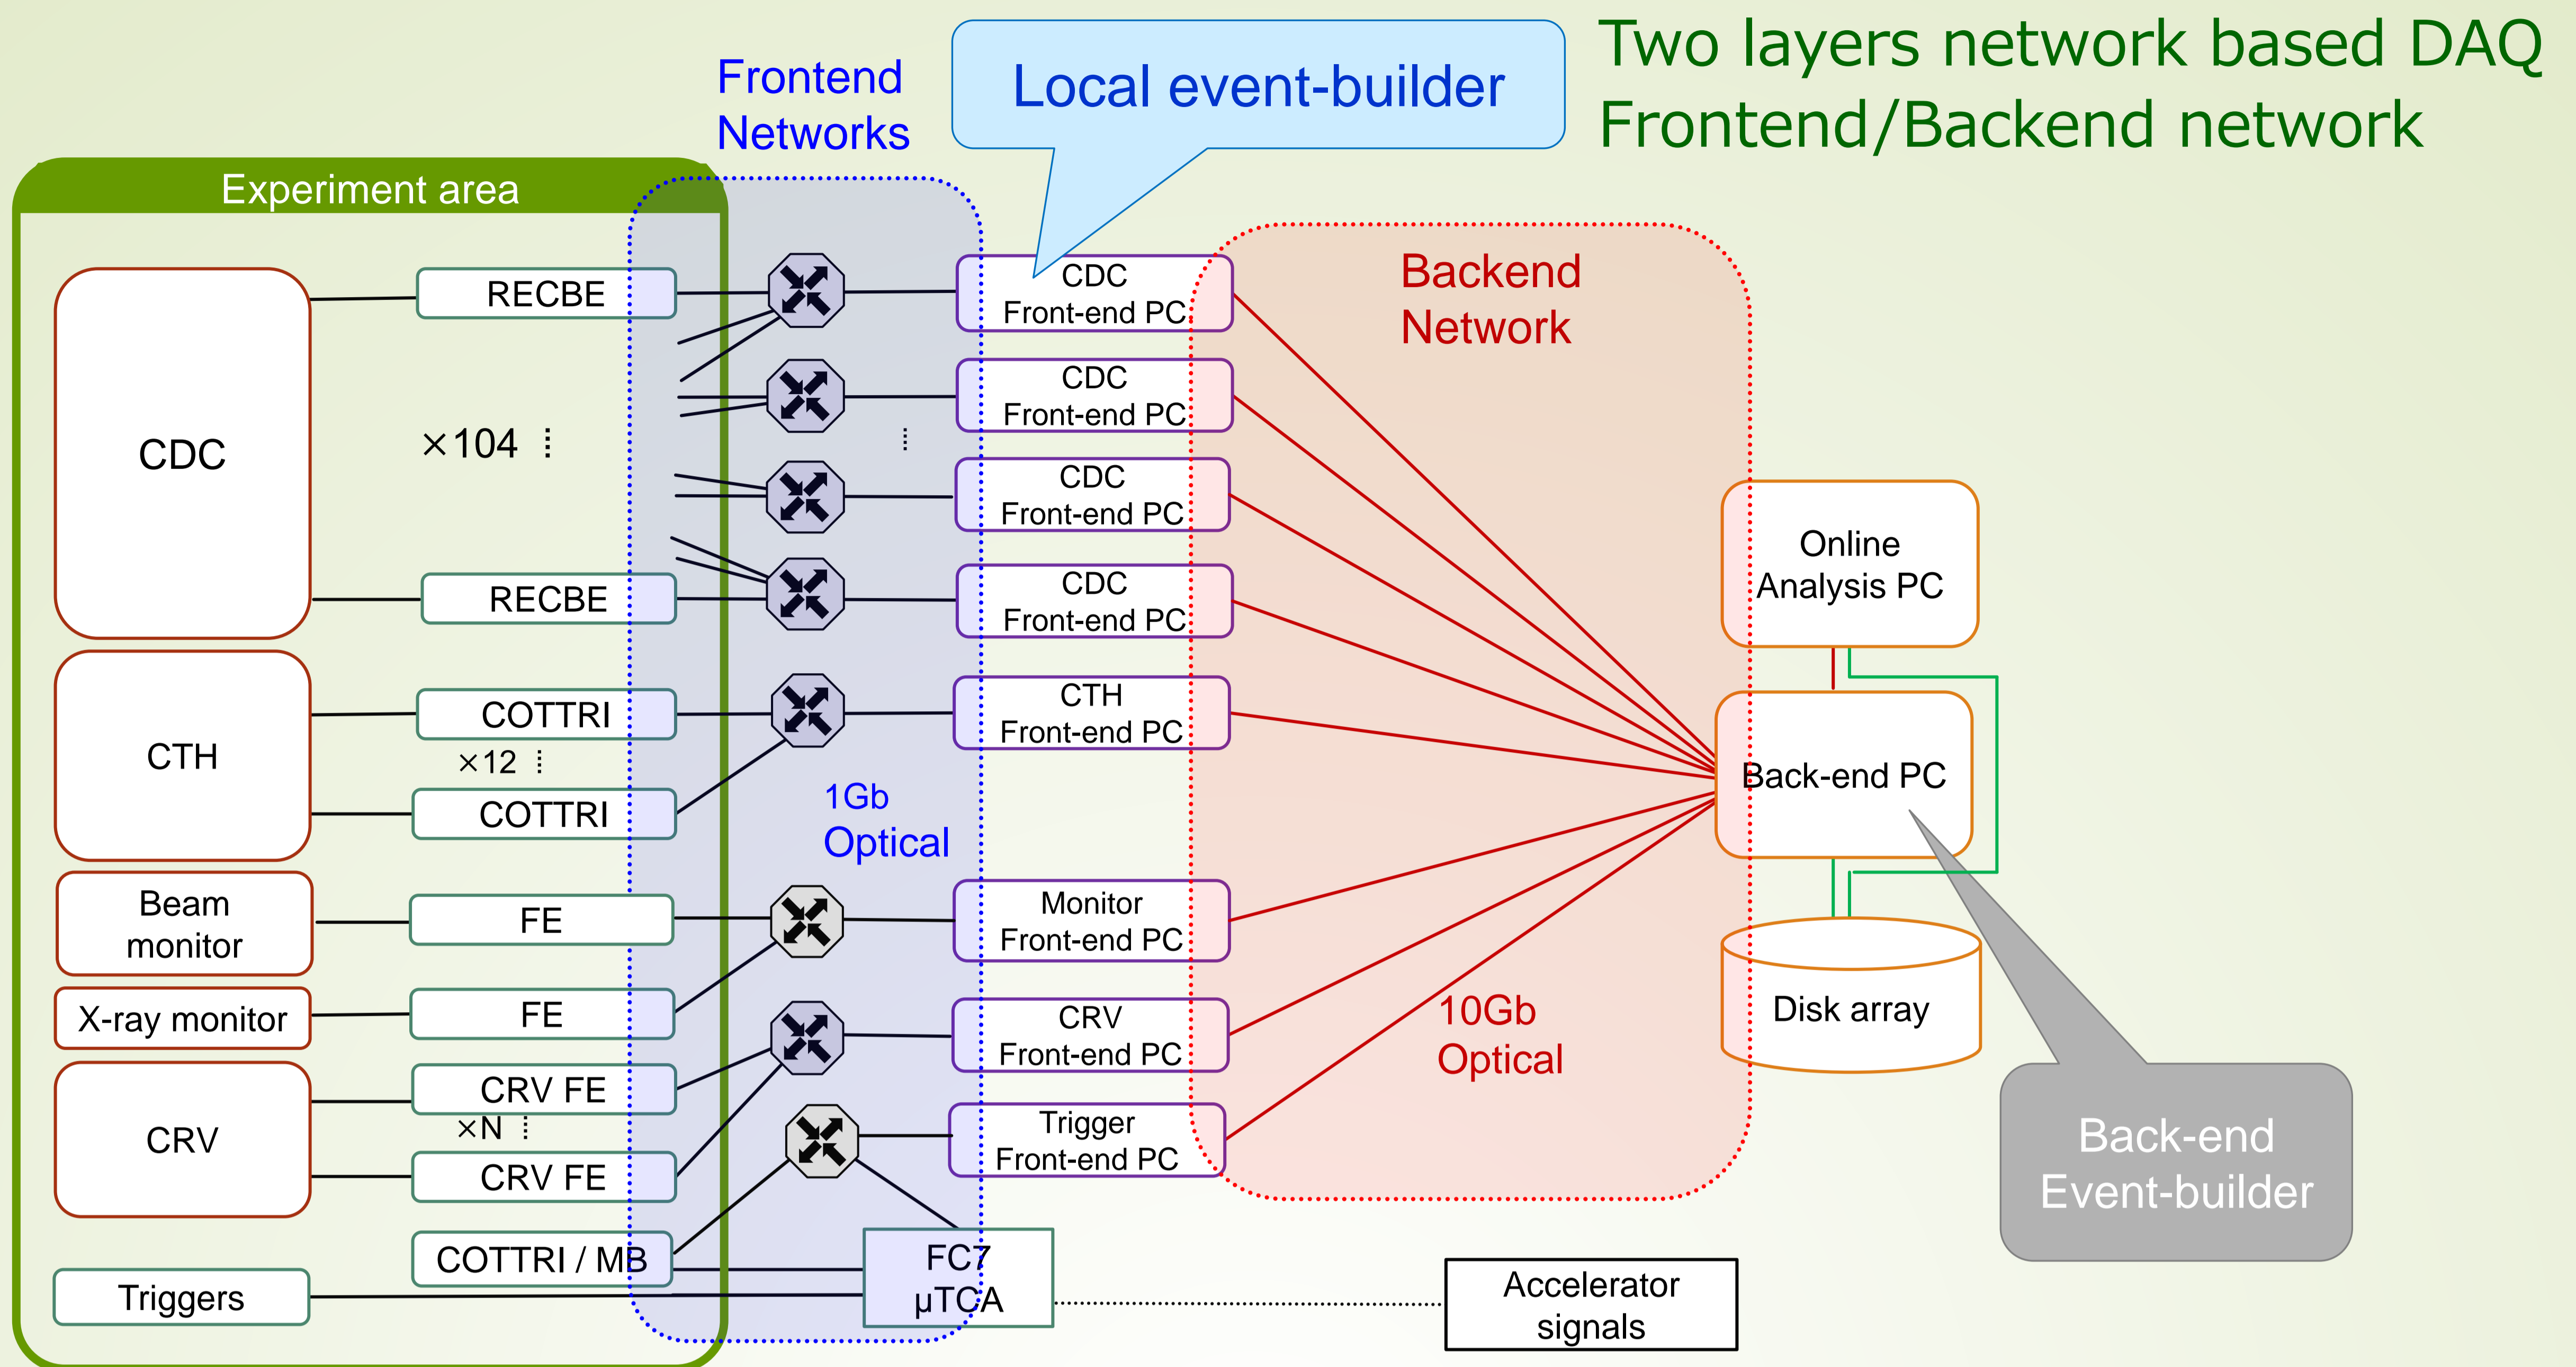 Two layers network based DAQ
Frontend/Backend network
Local event-builder
Frontend
Networks
Experiment area
Backend
Network
CDC
RECBE
×104 ⁞
RECBE
CDC
Front-end PC
CDC
Front-end PC
⁞
CDC
Front-end PC
CDC
Front-end PC
CTH
COTTRI
×12 ⁞
COTTRI
CTH
Front-end PC
1Gb
Optical
Online
Analysis PC
Back-end PC
Disk array
Beam
monitor
FE
Monitor
Front-end PC
X-ray monitor
FE
CRV
CRV FE
×N ⁞
CRV FE
CRV
Front-end PC
10Gb
Optical
Trigger
Front-end PC
Back-end
Event-builder
COTTRI / MB
Triggers
FC7
µTCA
Accelerator
signals